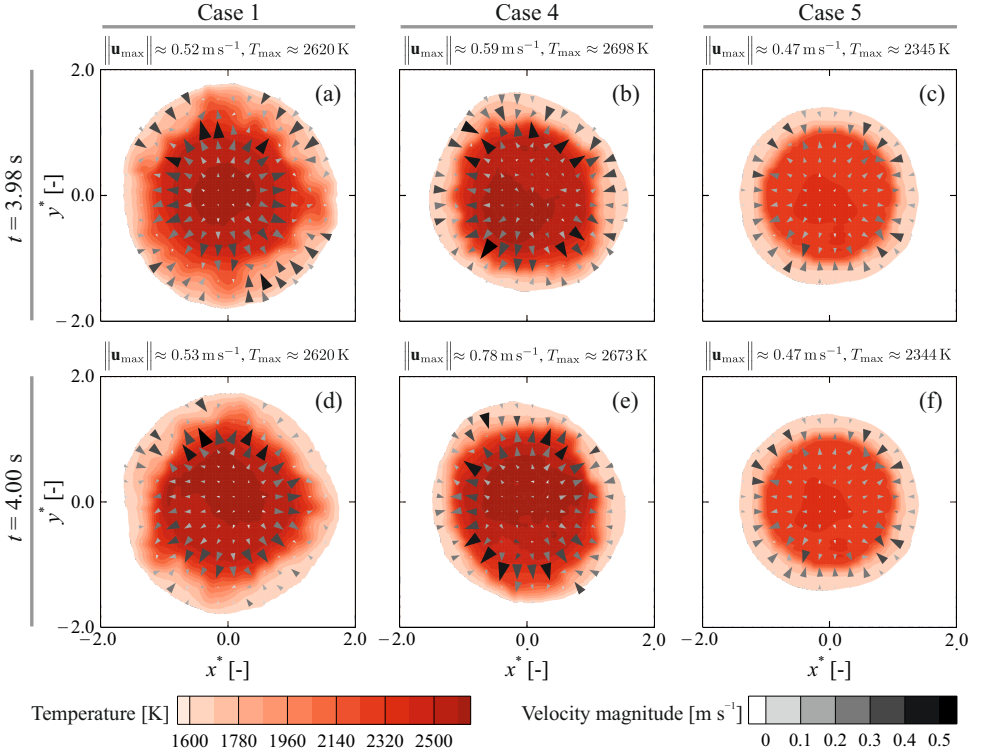 Case 1 Case 4 Case 5
‖u_max‖ ≈ 0.52 m s⁻¹, T_max ≈ 2620 K ‖u_max‖ ≈ 0.59 m s⁻¹, T_max ≈ 2698 K ‖u_max‖ ≈ 0.47 m s⁻¹, T_max ≈ 2345 K
2.0
(a) (b) (c)
t = 3.98 s
y* [-]
0.0
−2.0
‖u_max‖ ≈ 0.53 m s⁻¹, T_max ≈ 2620 K ‖u_max‖ ≈ 0.78 m s⁻¹, T_max ≈ 2673 K ‖u_max‖ ≈ 0.47 m s⁻¹, T_max ≈ 2344 K
2.0
(d) (e) (f)
t = 4.00 s
y* [-]
0.0
−2.0
−2.0 0.0 2.0 −2.0 0.0 2.0 −2.0 0.0 2.0
x* [-] x* [-] x* [-]
Temperature [K]
1600 1780 1960 2140 2320 2500
Velocity magnitude [m s⁻¹]
0 0.1 0.2 0.3 0.4 0.5